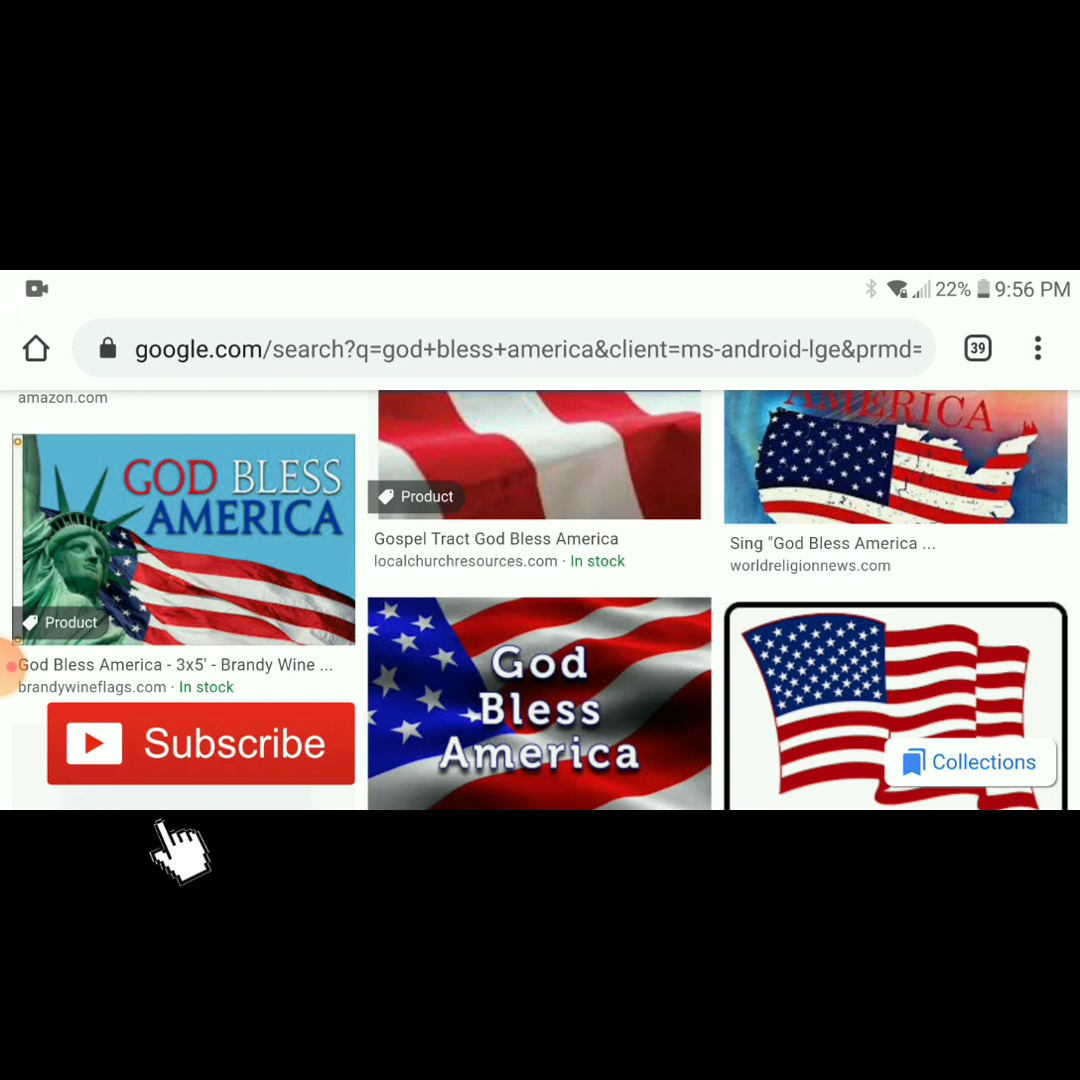 22% 9:56 PM
google.com/search?q=god+bless+america&client=ms-android-lge&prmd=
39
amazon.com
GOD BLESS
AMERICA
Product
God Bless America - 3x5' - Brandy Wine ...
brandywineflags.com · In stock
Subscribe
Product
Gospel Tract God Bless America
localchurchresources.com · In stock
God
Bless
America
AMERICA
Sing "God Bless America ...
worldreligionnews.com
Collections